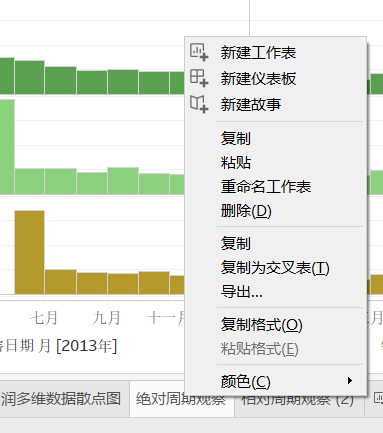 新建工作表
新建仪表板
新建故事
复制
粘贴
重命名工作表
删除(D)
复制
复制为交叉表(T)
导出...
复制格式(O)
粘贴格式(E)
颜色(C)
七月 九月 十一月
售日期 月 [2013年]
润多维数据散点图 绝对周期观察 相对周期观察 (2)